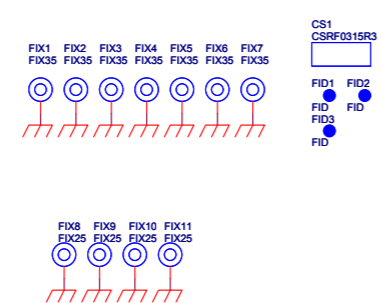 CS1
CSRF0315R3
FIX1 FIX2 FIX3 FIX4 FIX5 FIX6 FIX7
FIX35 FIX35 FIX35 FIX35 FIX35 FIX35 FIX35
FID1 FID2
FID FID
FID3
FID
FIX8 FIX9 FIX10 FIX11
FIX25 FIX25 FIX25 FIX25